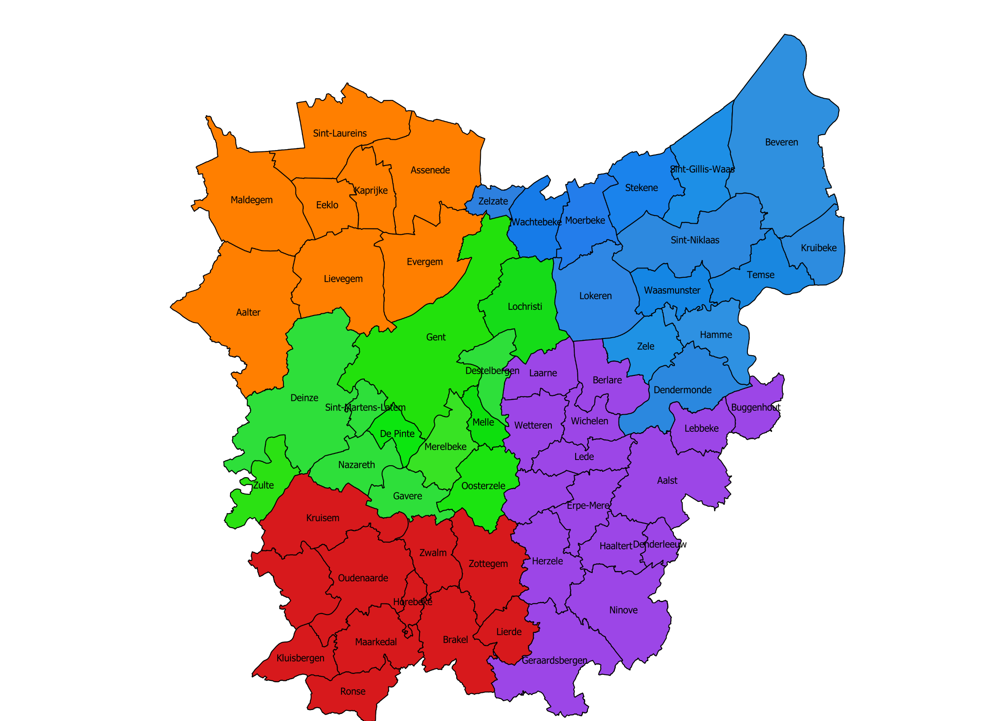 Sint-Laureins
Beveren
Assenede
Sint-Gillis-Waas
Stekene
Kaprijke
Maldegem
Zelzate
Eeklo
Moerbeke
Wachtebeke
Sint-Niklaas
Kruibeke
Evergem
Temse
Lievegem
Waasmunster
Lokeren
Lochristi
Aalter
Hamme
Gent
Zele
Destelbergen
Laarne
Berlare
Dendermonde
Deinze
Sint-Martens-Latem
Buggenhout
Wichelen
Melle
Wetteren
Lebbeke
De Pinte
Merelbeke
Lede
Nazareth
Aalst
Zulte
Oosterzele
Gavere
Erpe-Mere
Kruisem
Denderleeuw
Haaltert
Zwalm
Herzele
Zottegem
Oudenaarde
Horebeke
Ninove
Lierde
Brakel
Maarkedal
Kluisbergen
Geraardsbergen
Ronse